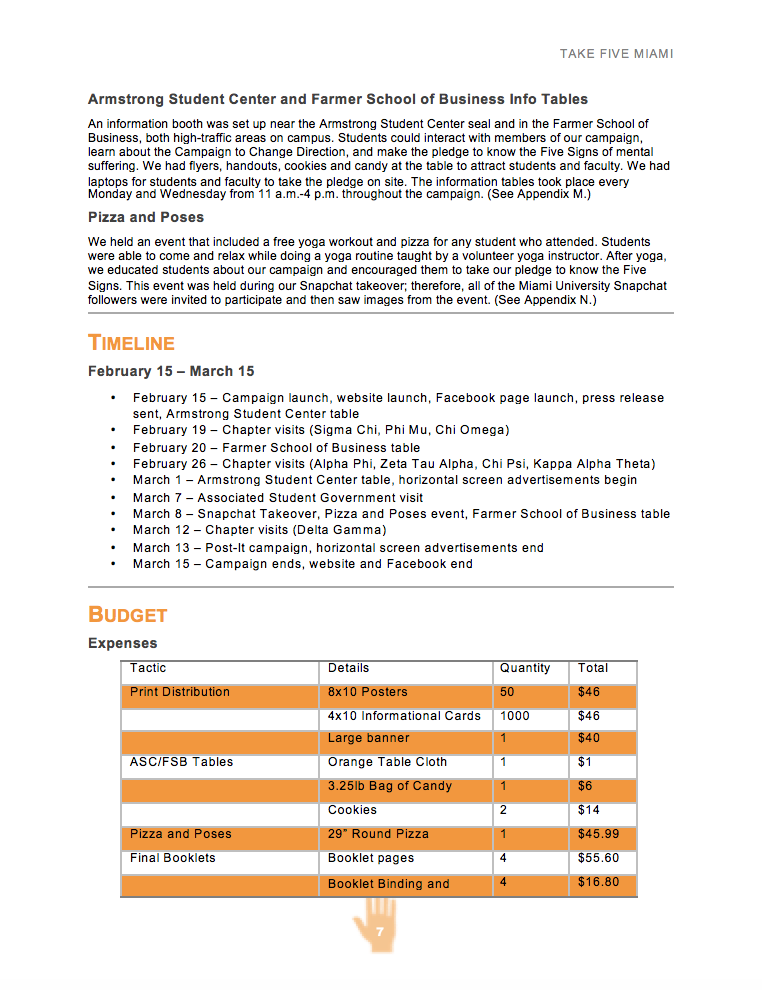 TAKE FIVE MIAMI
Armstrong Student Center and Farmer School of Business Info Tables
An information booth was set up near the Armstrong Student Center seal and in the Farmer School of
Business, both high-traffic areas on campus. Students could interact with members of our campaign,
learn about the Campaign to Change Direction, and make the pledge to know the Five Signs of mental
suffering. We had flyers, handouts, cookies and candy at the table to attract students and faculty. We had
laptops for students and faculty to take the pledge on site. The information tables took place every
Monday and Wednesday from 11 a.m.-4 p.m. throughout the campaign. (See Appendix M.)
Pizza and Poses
We held an event that included a free yoga workout and pizza for any student who attended. Students
were able to come and relax while doing a yoga routine taught by a volunteer yoga instructor. After yoga,
we educated students about our campaign and encouraged them to take our pledge to know the Five
Signs. This event was held during our Snapchat takeover; therefore, all of the Miami University Snapchat
followers were invited to participate and then saw images from the event. (See Appendix N.)
TIMELINE
February 15 – March 15
• February 15 – Campaign launch, website launch, Facebook page launch, press release
sent, Armstrong Student Center table
• February 19 – Chapter visits (Sigma Chi, Phi Mu, Chi Omega)
• February 20 – Farmer School of Business table
• February 26 – Chapter visits (Alpha Phi, Zeta Tau Alpha, Chi Psi, Kappa Alpha Theta)
• March 1 – Armstrong Student Center table, horizontal screen advertisements begin
• March 7 – Associated Student Government visit
• March 8 – Snapchat Takeover, Pizza and Poses event, Farmer School of Business table
• March 12 – Chapter visits (Delta Gamma)
• March 13 – Post-It campaign, horizontal screen advertisements end
• March 15 – Campaign ends, website and Facebook end
BUDGET
Expenses
Tactic Details Quantity Total
Print Distribution 8x10 Posters 50 $46
4x10 Informational Cards 1000 $46
Large banner 1 $40
ASC/FSB Tables Orange Table Cloth 1 $1
3.25lb Bag of Candy 1 $6
Cookies 2 $14
Pizza and Poses 29” Round Pizza 1 $45.99
Final Booklets Booklet pages 4 $55.60
Booklet Binding and 4 $16.80
7